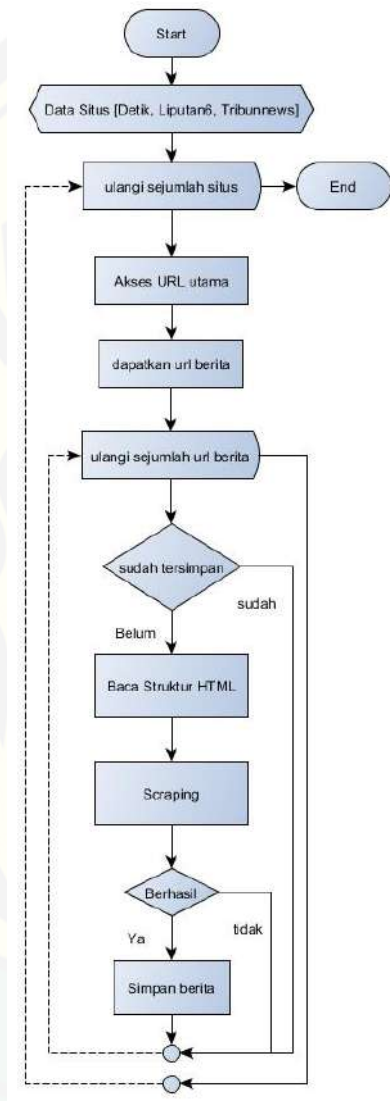 Start
Data Situs [Detik, Liputan6, Tribunnews]
ulangi sejumlah situs
End
Akses URL utama
dapatkan url berita
ulangi sejumlah url berita
sudah tersimpan
sudah
Belum
Baca Struktur HTML
Scraping
Berhasil
Ya
tidak
Simpan berita